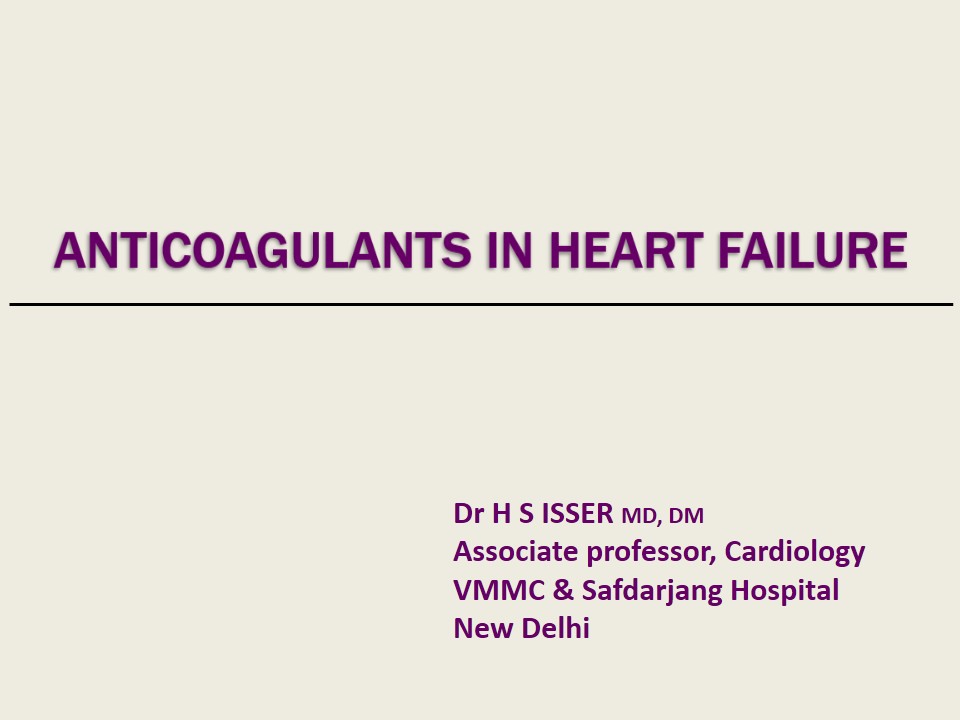 ANTICOAGULANTS IN HEART FAILURE
Dr H S ISSER MD, DM
Associate professor, Cardiology
VMMC & Safdarjang Hospital
New Delhi